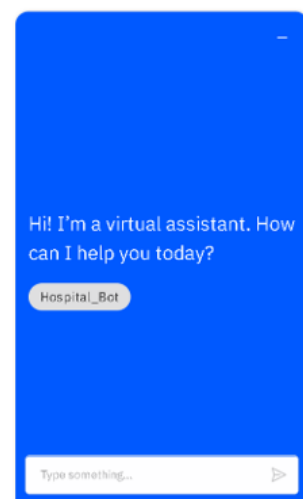 Hi! I'm a virtual assistant. How
can I help you today?
Hospital_Bot
Type something...